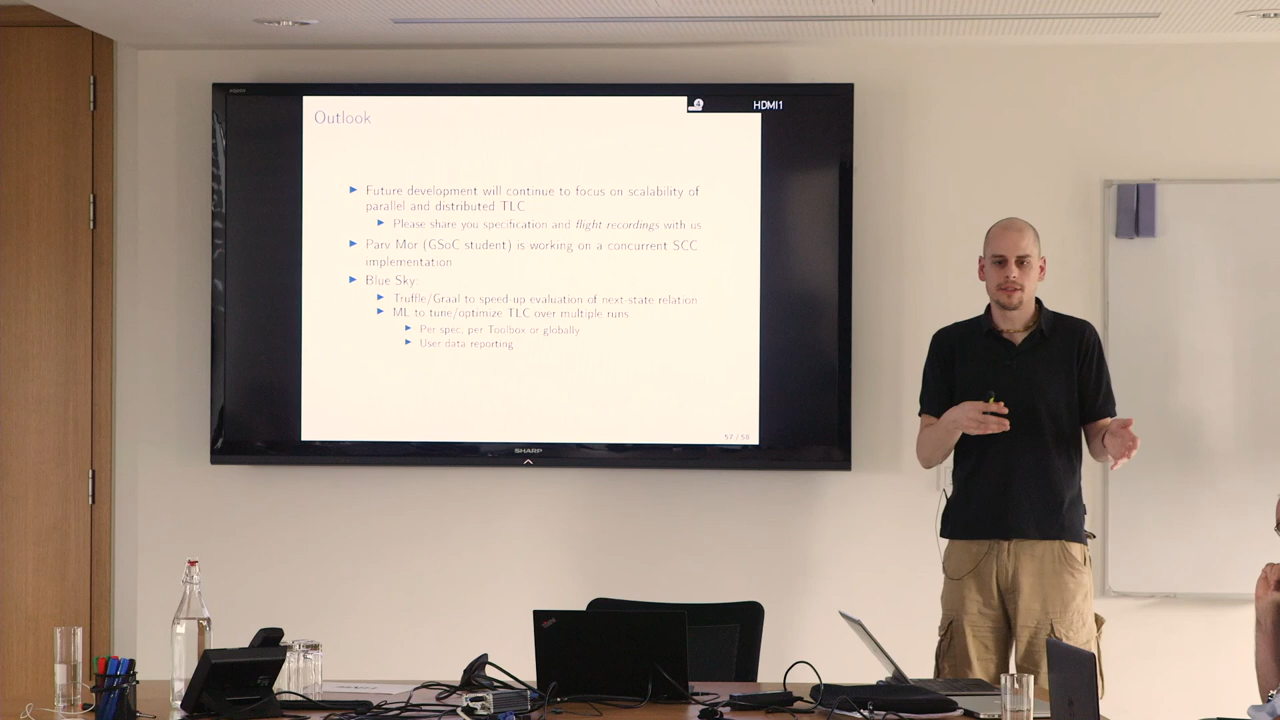 HDMI1
Outlook
Future development will continue to focus on scalability of
parallel and distributed TLC
Please share you specification and flight recordings with us
Parv Mor (GSoC student) is working on a concurrent SCC
implementation
Blue Sky:
Truffle/Graal to speed-up evaluation of next-state relation
ML to tune/optimize TLC over multiple runs
Per spec, per Toolbox or globally
User data reporting
57 / 58
SHARP